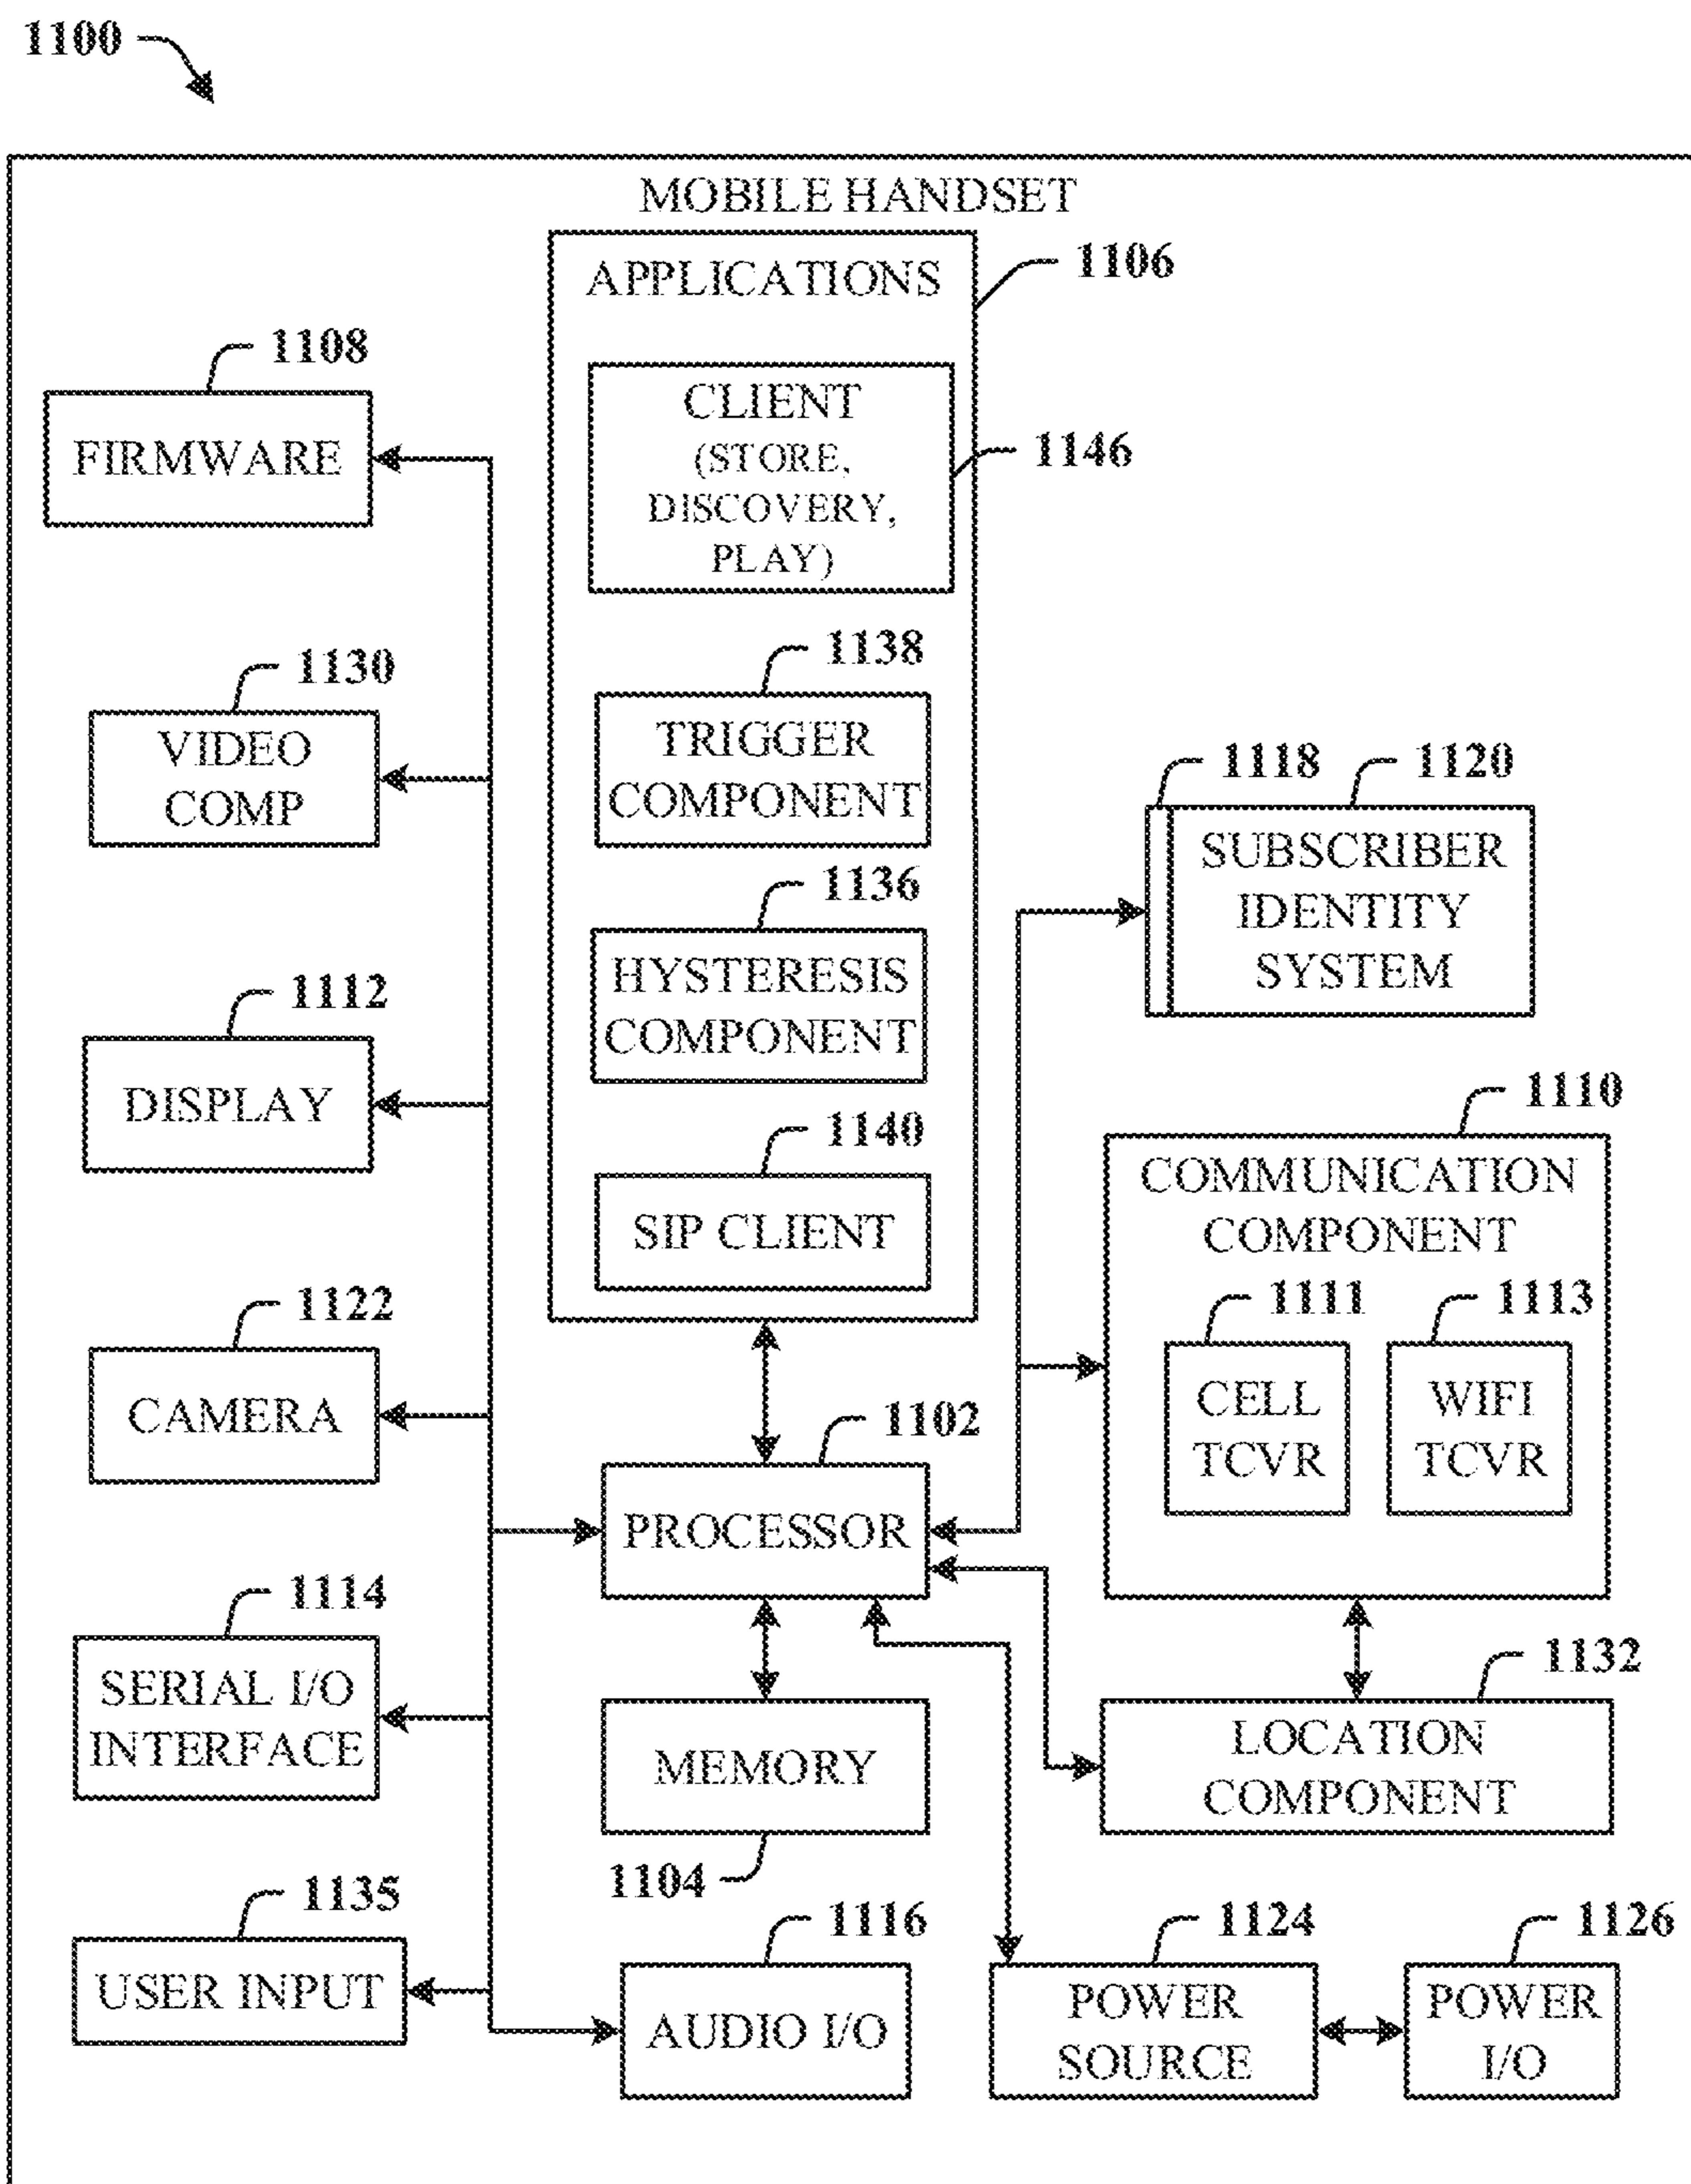 1100
MOBILE HANDSET
APPLICATIONS
1106
CLIENT
(STORE,
DISCOVERY,
PLAY)
1146
1138
TRIGGER
COMPONENT
1136
HYSTERESIS
COMPONENT
1140
SIP CLIENT
1108
FIRMWARE
1130
VIDEO
COMP
1112
DISPLAY
1122
CAMERA
1114
SERIAL I/O
INTERFACE
1135
USER INPUT
1102
PROCESSOR
MEMORY
1104
1116
AUDIO I/O
1118
1120
SUBSCRIBER
IDENTITY
SYSTEM
1110
COMMUNICATION
COMPONENT
1111
CELL
TCVR
1113
WIFI
TCVR
1132
LOCATION
COMPONENT
1124
POWER
SOURCE
1126
POWER
I/O